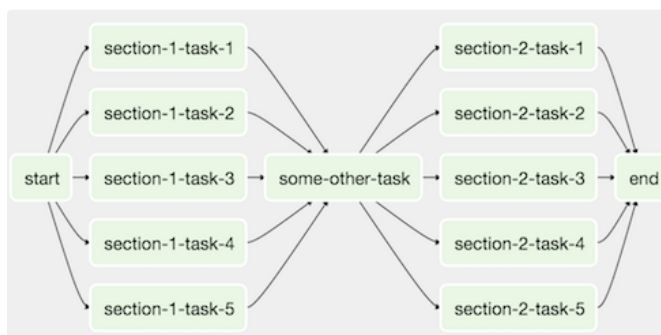 section-1-task-1
section-2-task-1
section-1-task-2
section-2-task-2
start
section-1-task-3
some-other-task
section-2-task-3
end
section-1-task-4
section-2-task-4
section-1-task-5
section-2-task-5